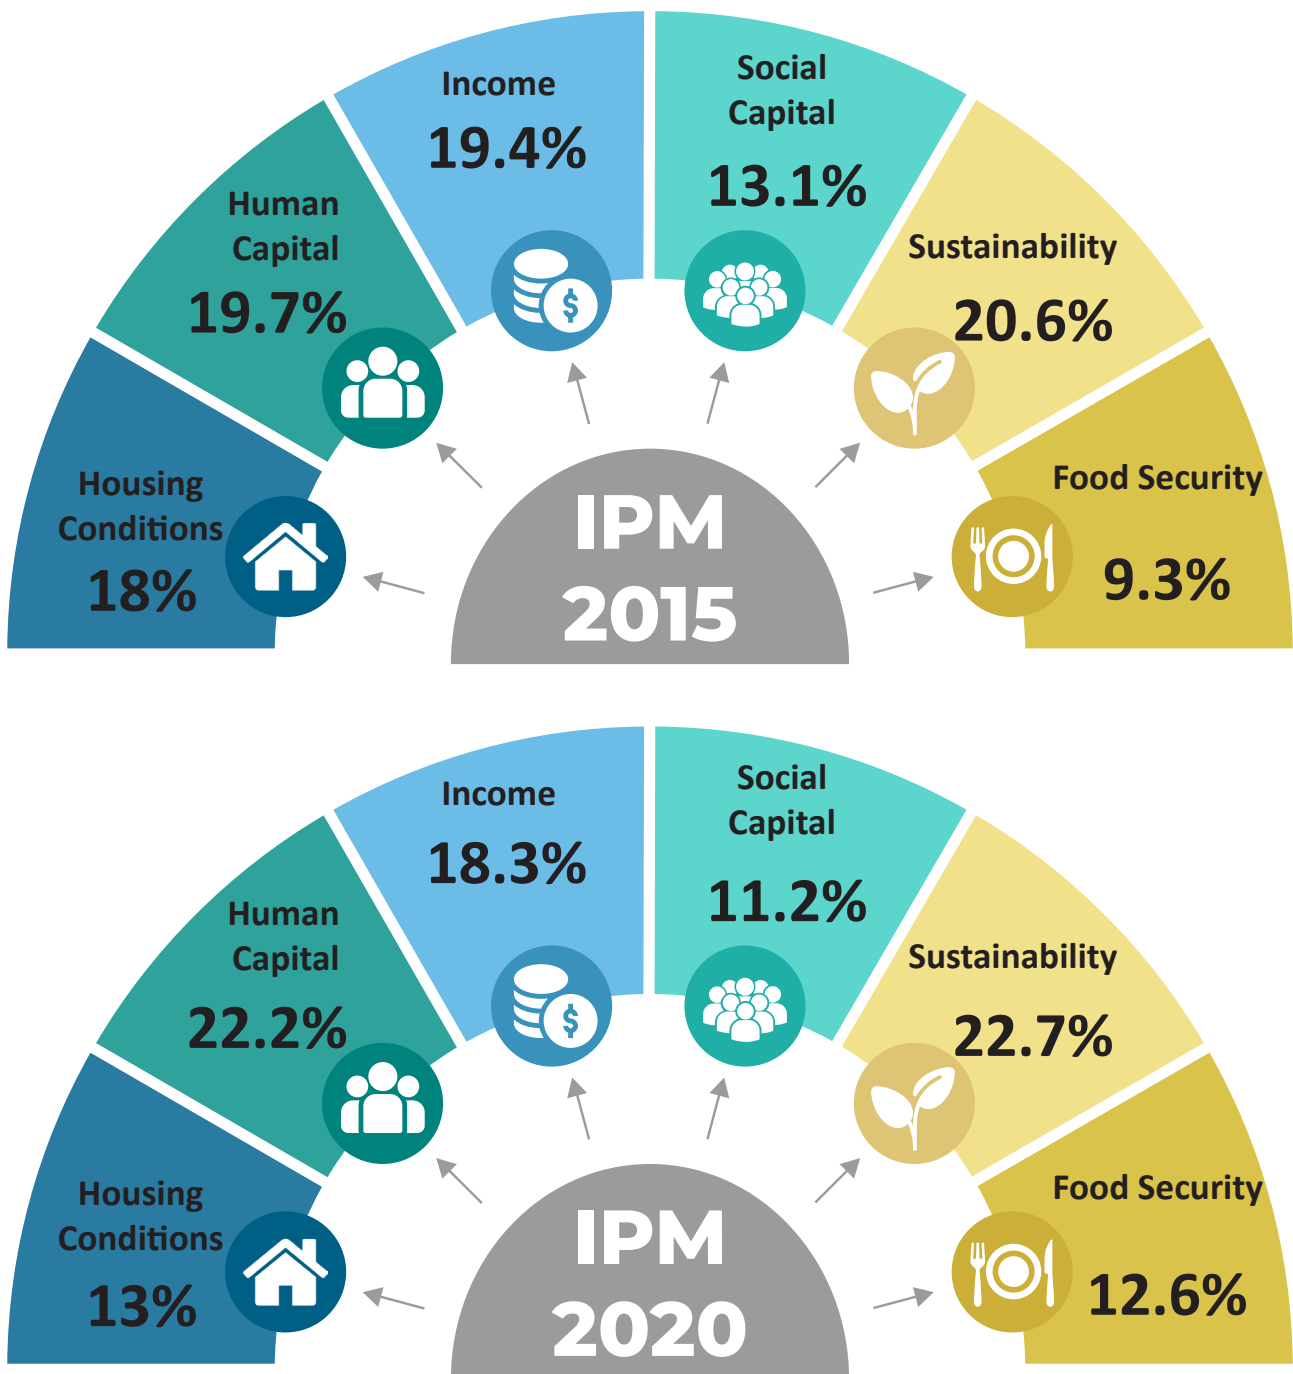 Housing
Conditions
18%
Human
Capital
19.7%
Income
19.4%
Social
Capital
13.1%
Sustainability
20.6%
Food Security
9.3%
$
IPM
2015
Housing
Conditions
13%
Human
Capital
22.2%
Income
18.3%
Social
Capital
11.2%
Sustainability
22.7%
Food Security
12.6%
$
IPM
2020